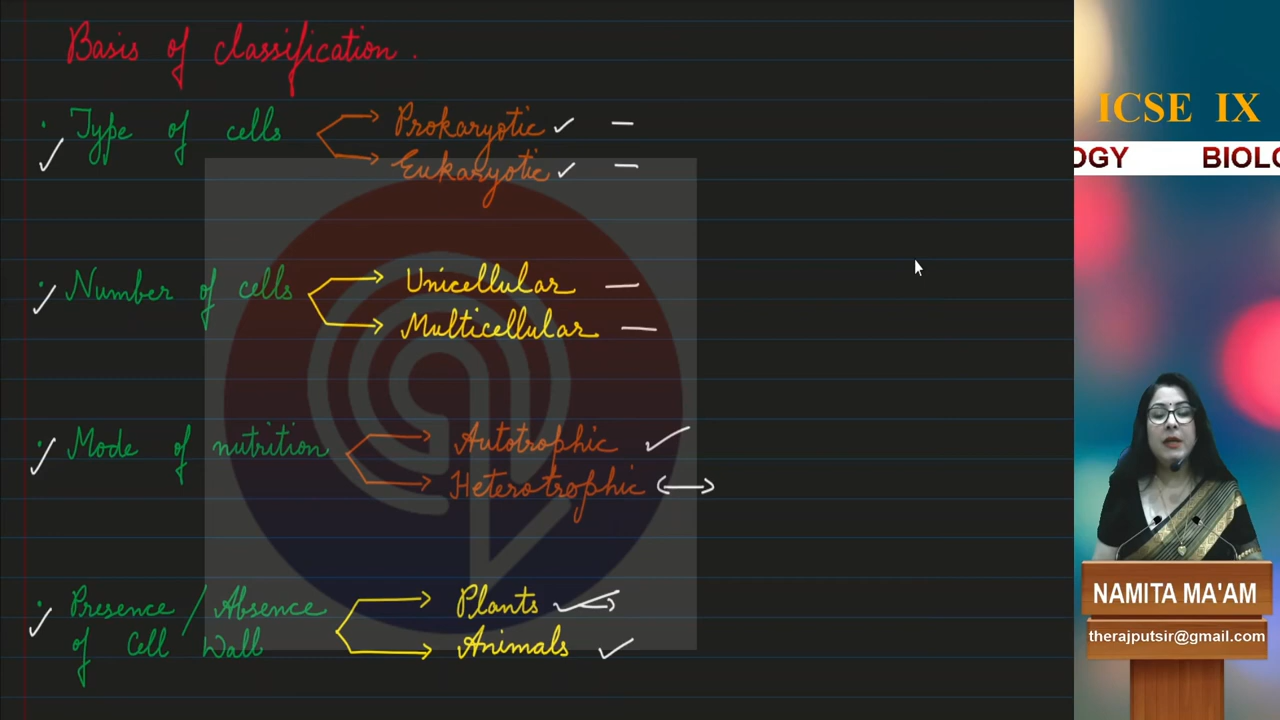 Basis of classification.
Type of cells
Prokaryotic
Eukaryotic
Number of cells
Unicellular
Multicellular
Mode of nutrition
Autotrophic
Heterotrophic
Presence / Absence
of Cell Wall
Plants
Animals
ICSE IX
OGY BIOLO
NAMITA MA'AM
therajputsir@gmail.com